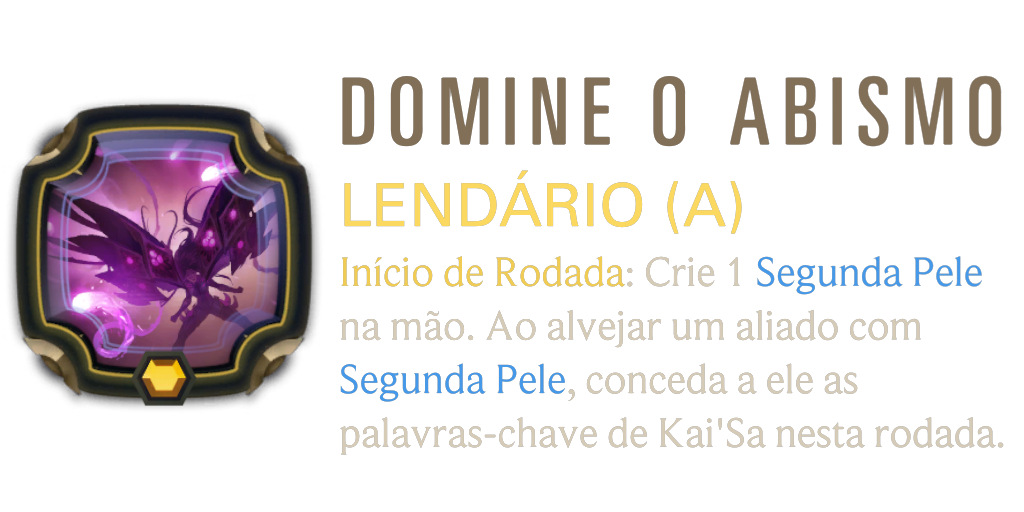 DOMINE O ABISMO
LENDÁRIO (A)
Início de Rodada: Crie 1 Segunda Pele
na mão. Ao alvejar um aliado com
Segunda Pele, conceda a ele as
palavras-chave de Kai'Sa nesta rodada.